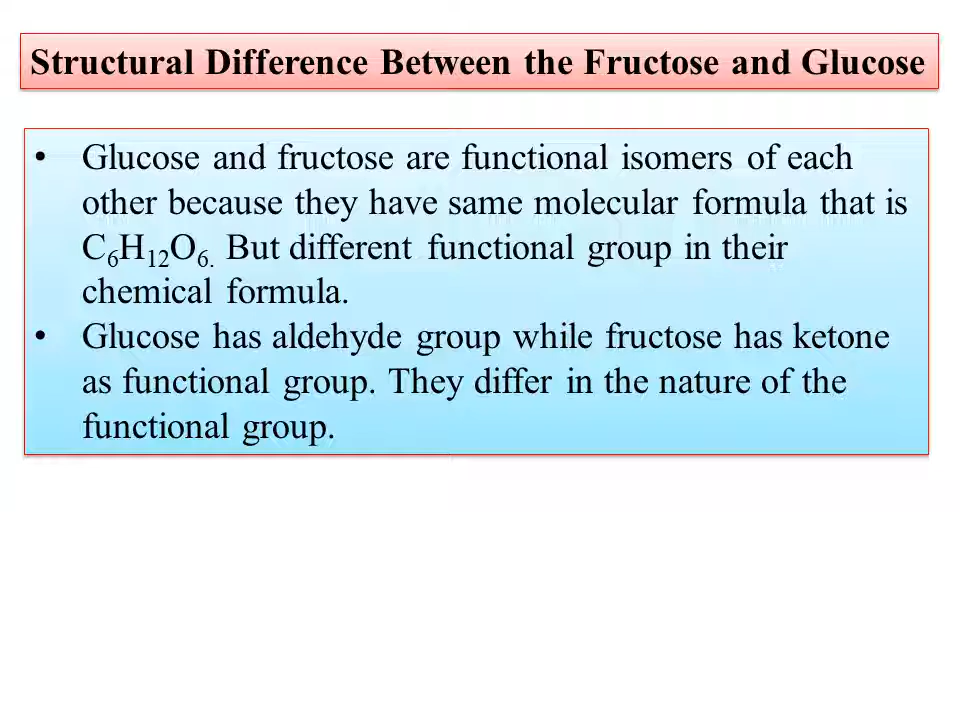 Structural Difference Between the Fructose and Glucose
• Glucose and fructose are functional isomers of each
other because they have same molecular formula that is
C₆H₁₂O₆. But different functional group in their
chemical formula.
• Glucose has aldehyde group while fructose has ketone
as functional group. They differ in the nature of the
functional group.